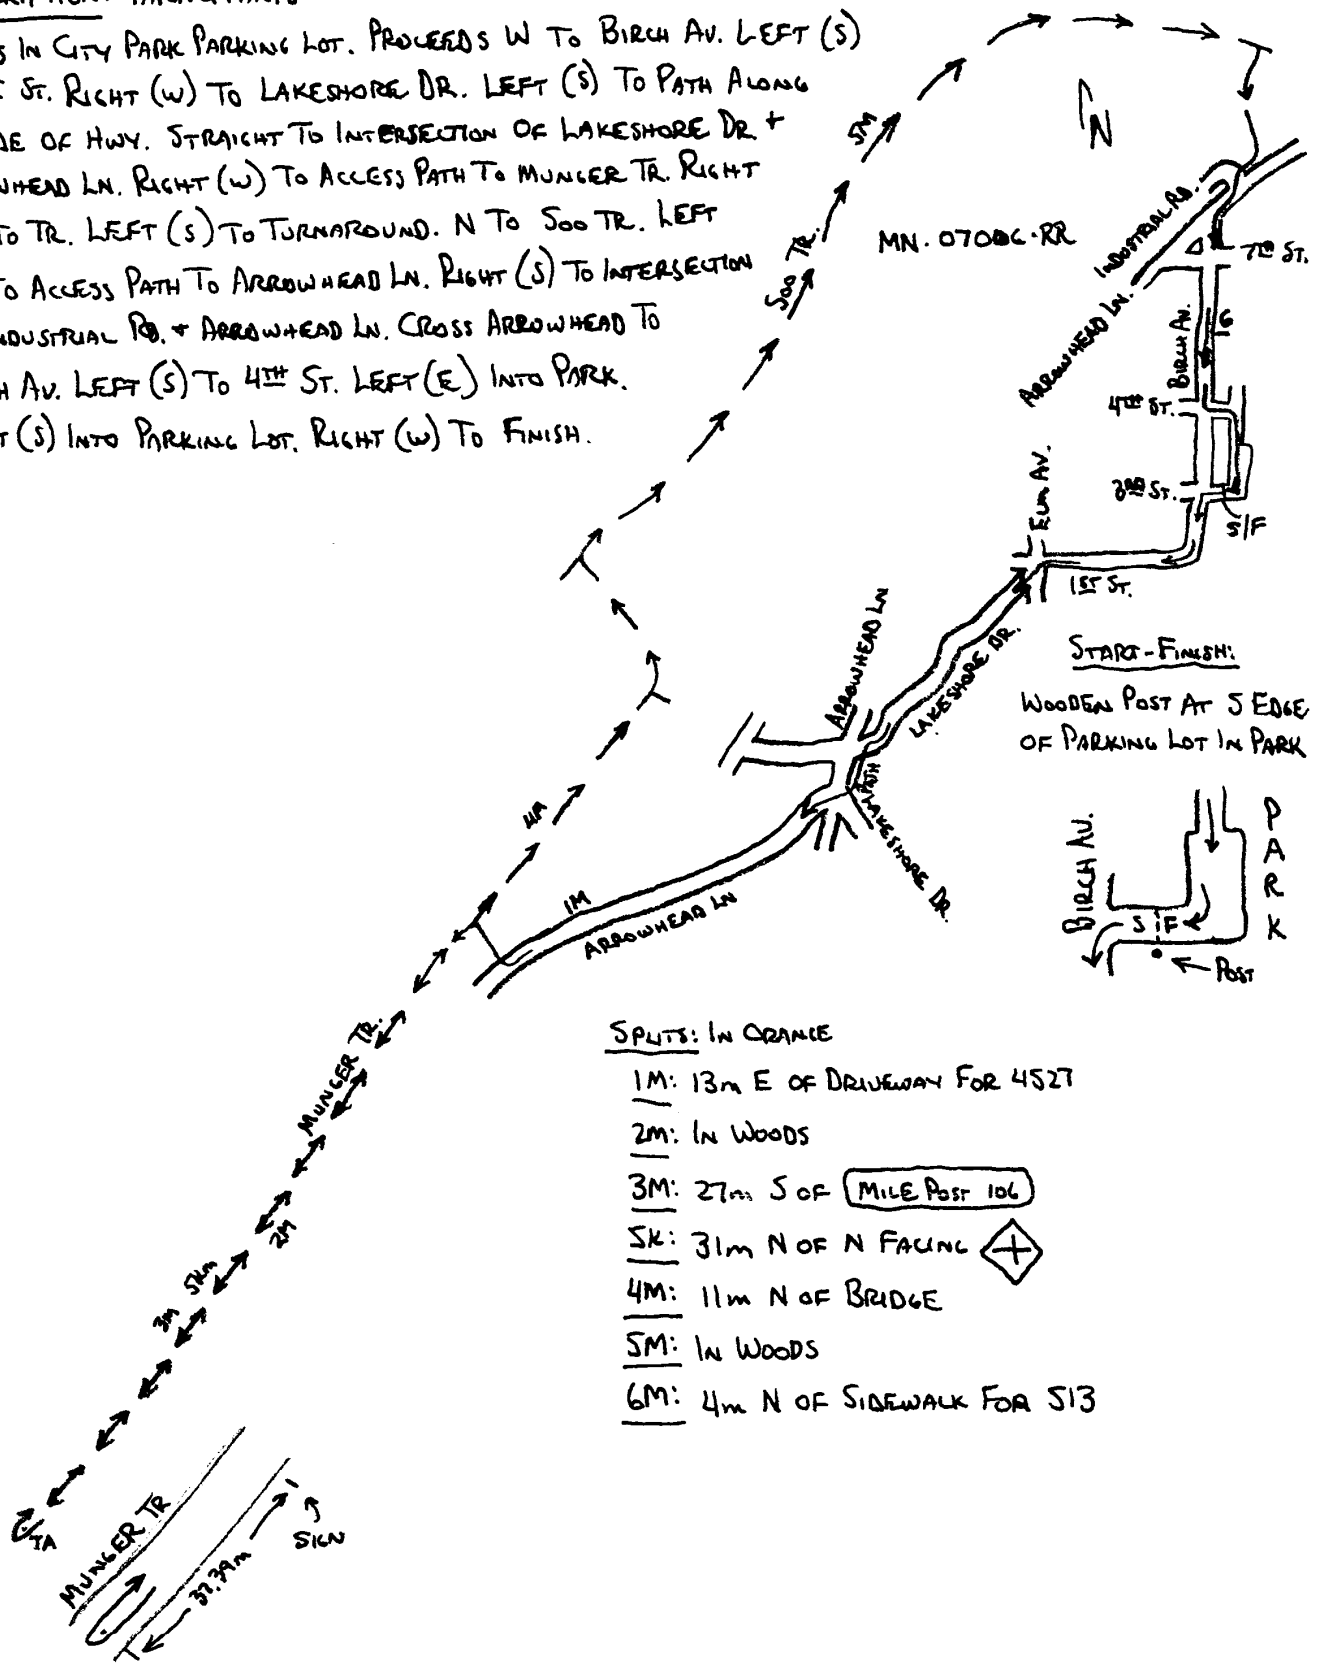 S IN CITY PARK PARKING LOT. PROCEEDS W TO BIRCH AV. LEFT (S)
ST. RIGHT (W) TO LAKESHORE DR. LEFT (S) TO PATH ALONG
DE OF HWY. STRAIGHT TO INTERSECTION OF LAKESHORE DR. +
WHEAD LN. RIGHT (W) TO ACCESS PATH TO MUNGER TR. RIGHT
TO TR. LEFT (S) TO TURNAROUND. N TO SOO TR. LEFT
TO ACCESS PATH TO ARROWHEAD LN. RIGHT (S) TO INTERSECTION
NDUSTRIAL RD. + ARROWHEAD LN. CROSS ARROWHEAD TO
H AV. LEFT (S) TO 4TH ST. LEFT (E) INTO PARK.
T (S) INTO PARKING LOT. RIGHT (W) TO FINISH.
N
MN. 07006.RR
5M
SOO TR.
INDUSTRIAL RD.
ARROWHEAD LN.
7TH ST.
BIRCH AV.
6
4TH ST.
3RD ST.
S/F
ELM AV.
1ST ST.
ARROWHEAD LN
LAKESHORE DR.
PATH
LAKESHORE DR.
START-FINISH:
WOODEN POST AT S EDGE
OF PARKING LOT IN PARK
BIRCH AV.
PARK
S F
POST
4M
1M
ARROWHEAD LN
MUNGER TR.
2M
5KM
3M
TA
MUNGER TR
37.39m
SIGN
SPLITS: IN ORANGE
1M: 13m E OF DRIVEWAY FOR 4527
2M: IN WOODS
3M: 27m S OF MILE POST 106
5K: 31m N OF N FACING +
4M: 11m N OF BRIDGE
5M: IN WOODS
6M: 4m N OF SIDEWALK FOR 513